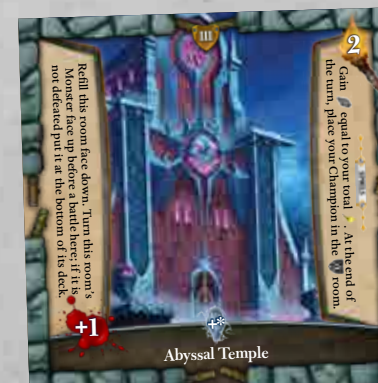 III
2
Refill this room face down. Turn this room's
Monster face up before a battle here; if it is
not defeated put it at the bottom of its deck.
Gain equal to your total . At the end of
the turn, place your Champion in the room.
+1
+*
Abyssal Temple